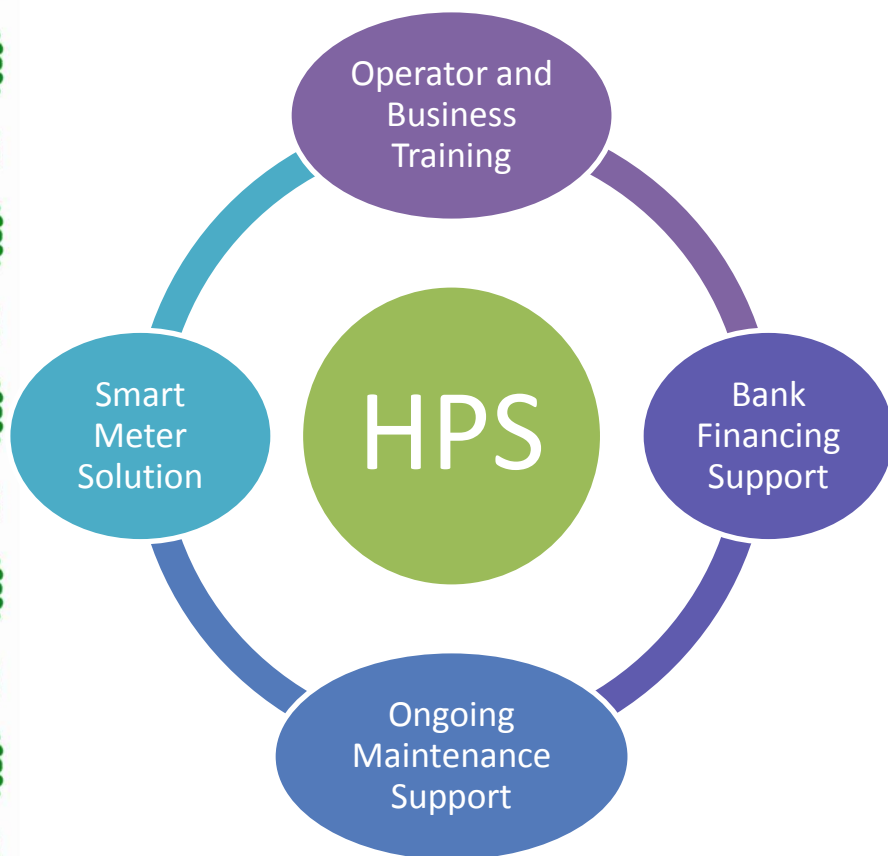 Operator and
Business
Training
Smart
Meter
Solution
HPS
Bank
Financing
Support
Ongoing
Maintenance
Support